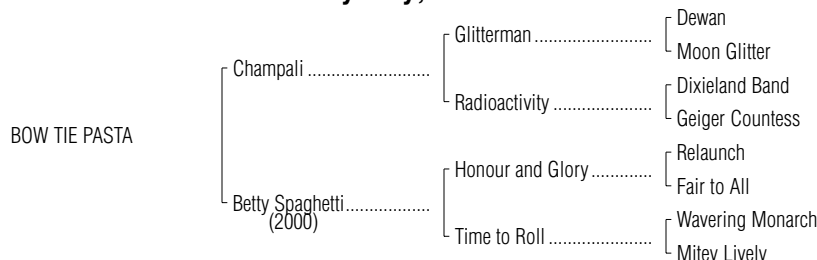 Dewan
Glitterman
Moon Glitter
Champali
Dixieland Band
Radioactivity
Geiger Countess
BOW TIE PASTA
Relaunch
Honour and Glory
Fair to All
Betty Spaghetti
(2000)
Wavering Monarch
Time to Roll
Mitey Lively